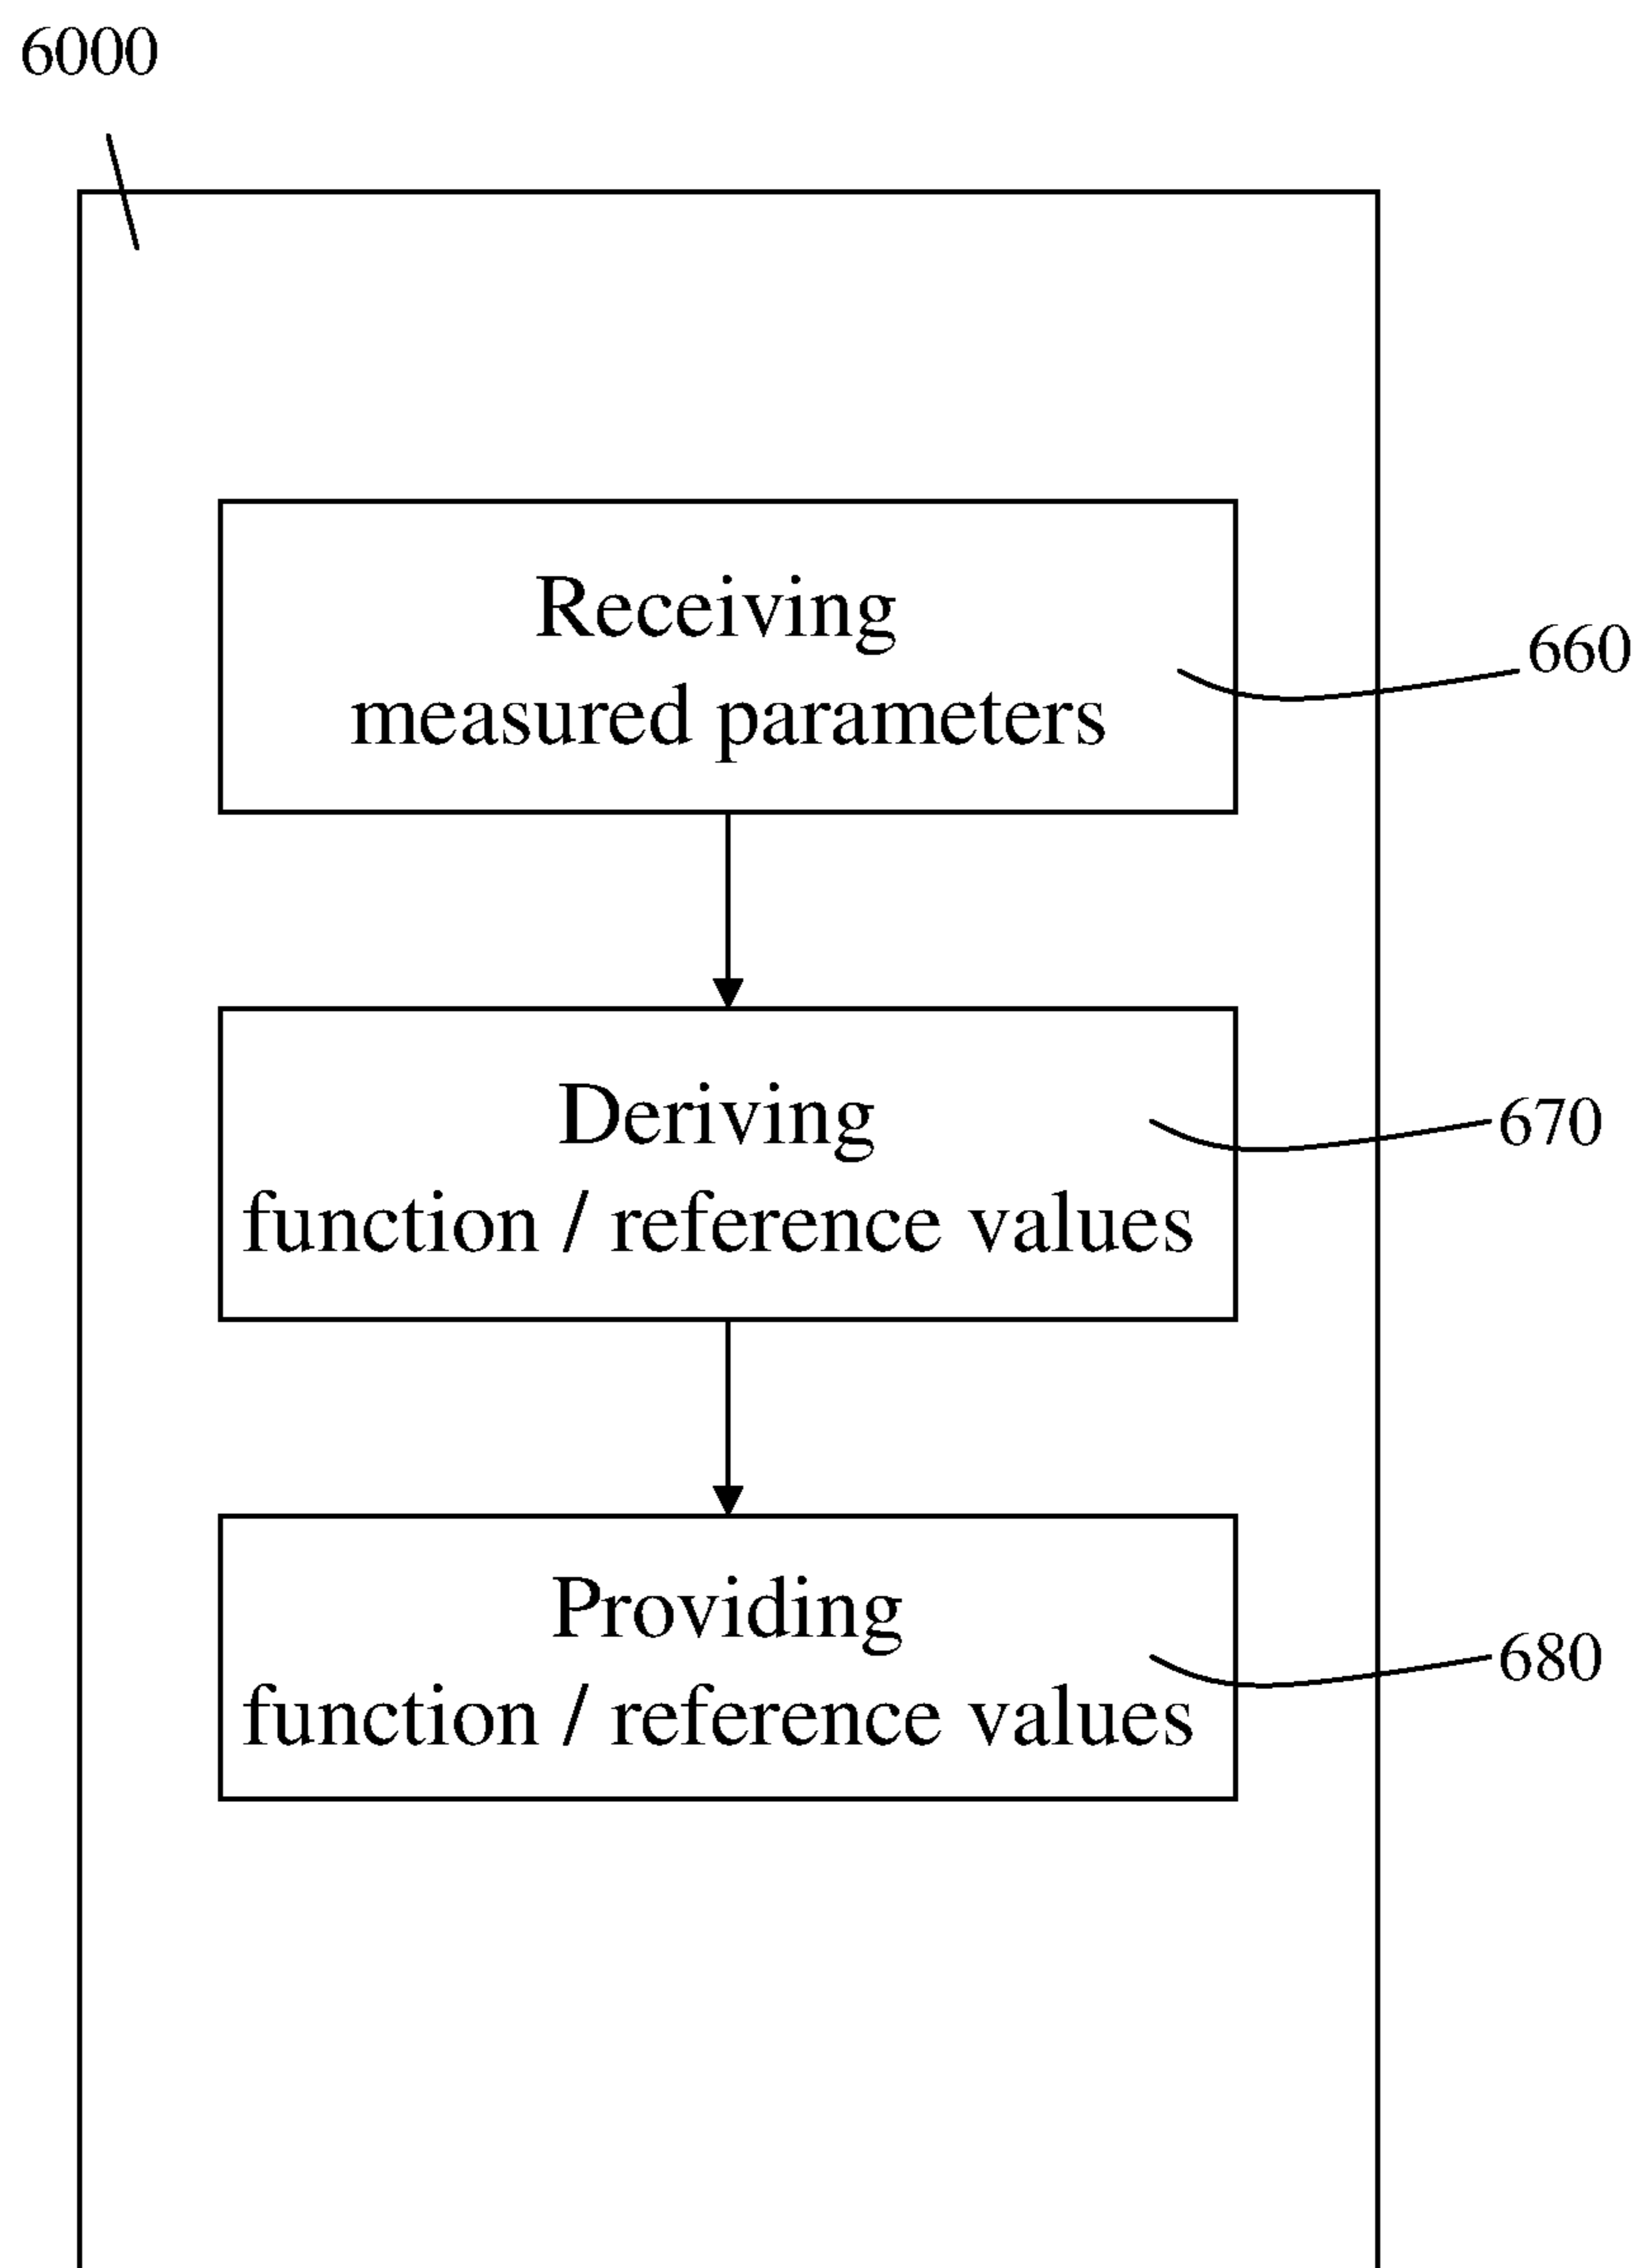 6000
Receiving
measured parameters
660
Deriving
function / reference values
670
Providing
function / reference values
680